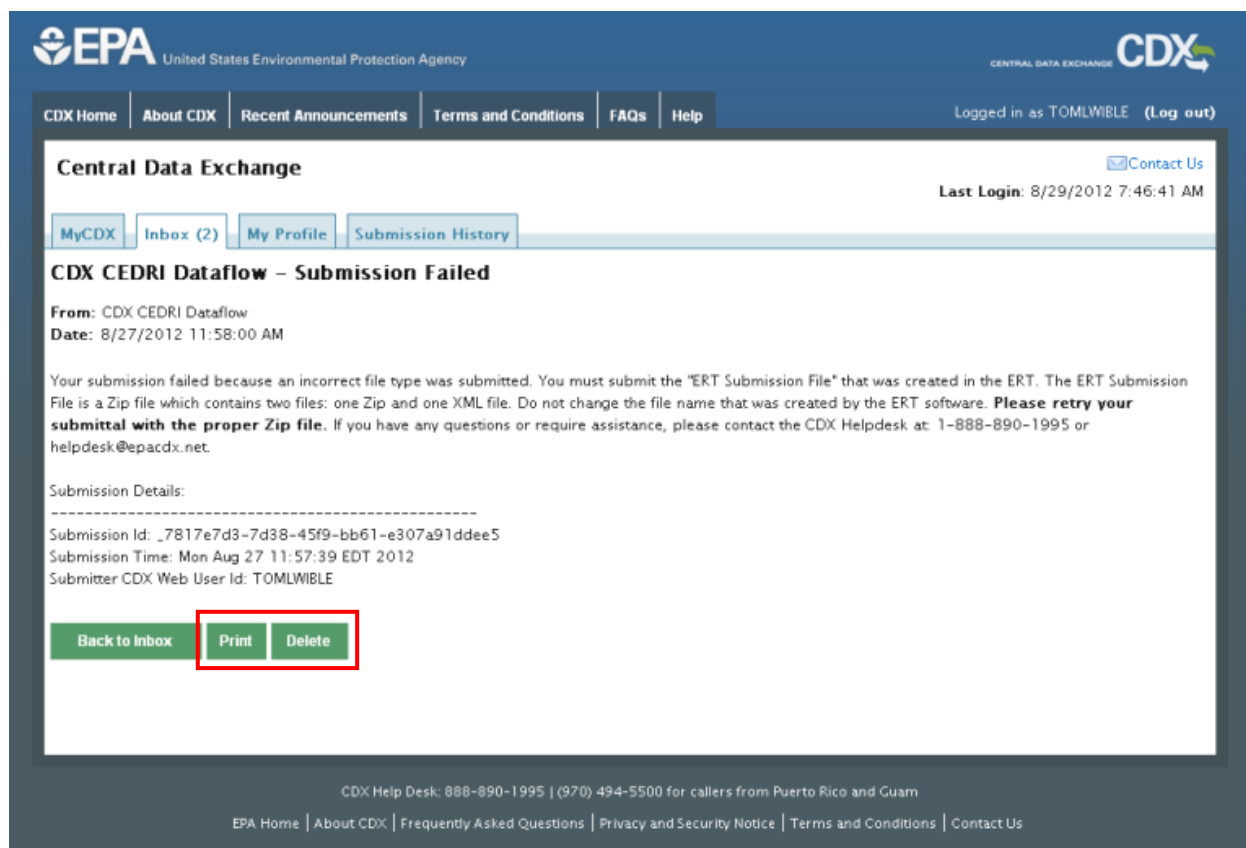 EPA United States Environmental Protection Agency
CENTRAL DATA EXCHANGE CDX
CDX Home About CDX Recent Announcements Terms and Conditions FAQs Help Logged in as TOMLWIBLE (Log out)
Central Data Exchange
Contact Us
Last Login: 8/29/2012 7:46:41 AM
MyCDX Inbox (2) My Profile Submission History
CDX CEDRI Dataflow – Submission Failed
From: CDX CEDRI Dataflow
Date: 8/27/2012 11:58:00 AM
Your submission failed because an incorrect file type was submitted. You must submit the "ERT Submission File" that was created in the ERT. The ERT Submission
File is a Zip file which contains two files: one Zip and one XML file. Do not change the file name that was created by the ERT software. Please retry your
submittal with the proper Zip file. If you have any questions or require assistance, please contact the CDX Helpdesk at: 1-888-890-1995 or
helpdesk@epacdx.net.
Submission Details:
--------------------------------------------------
Submission Id: _7817e7d3-7d38-45f9-bb61-e307a91ddee5
Submission Time: Mon Aug 27 11:57:39 EDT 2012
Submitter CDX Web User Id: TOMLWIBLE
Back to Inbox Print Delete
CDX Help Desk: 888-890-1995 | (970) 494-5500 for callers from Puerto Rico and Guam
EPA Home | About CDX | Frequently Asked Questions | Privacy and Security Notice | Terms and Conditions | Contact Us